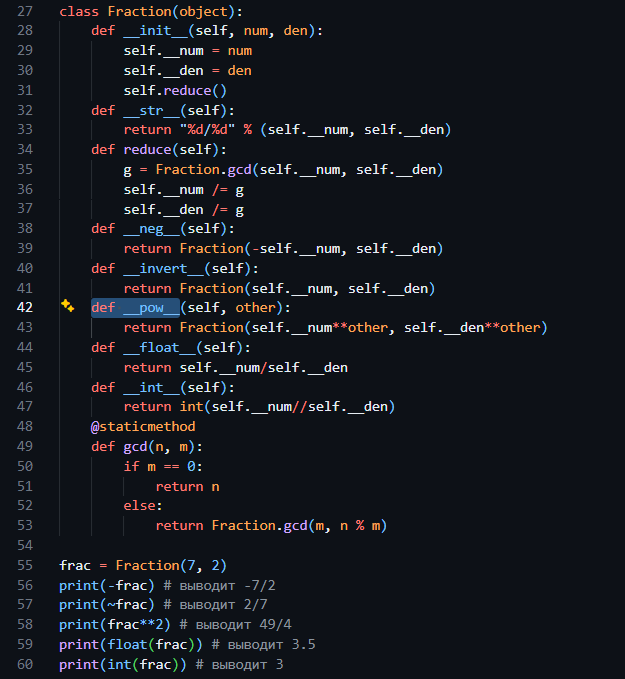 27 class Fraction(object):
28     def __init__(self, num, den):
29         self.__num = num
30         self.__den = den
31         self.reduce()
32     def __str__(self):
33         return "%d/%d" % (self.__num, self.__den)
34     def reduce(self):
35         g = Fraction.gcd(self.__num, self.__den)
36         self.__num /= g
37         self.__den /= g
38     def __neg__(self):
39         return Fraction(-self.__num, self.__den)
40     def __invert__(self):
41         return Fraction(self.__num, self.__den)
42     def __pow__(self, other):
43         return Fraction(self.__num**other, self.__den**other)
44     def __float__(self):
45         return self.__num/self.__den
46     def __int__(self):
47         return int(self.__num//self.__den)
48     @staticmethod
49     def gcd(n, m):
50         if m == 0:
51             return n
52         else:
53             return Fraction.gcd(m, n % m)
54
55 frac = Fraction(7, 2)
56 print(-frac) # выводит -7/2
57 print(~frac) # выводит 2/7
58 print(frac**2) # выводит 49/4
59 print(float(frac)) # выводит 3.5
60 print(int(frac)) # выводит 3